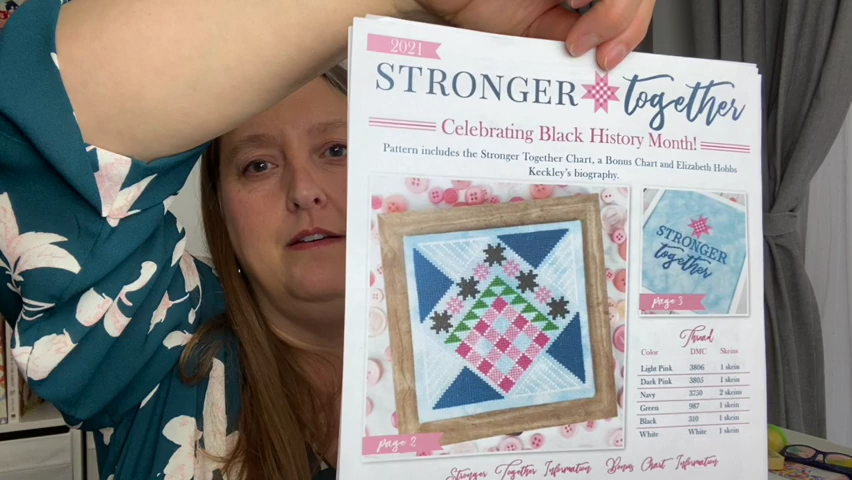 2021
STRONGER together
Celebrating Black History Month!
Pattern includes the Stronger Together Chart, a Bonus Chart and Elizabeth Hobbs
Keckley's biography.
STRONGER
together
page 3
page 2
Thread
Color DMC Skeins
Light Pink 3806 1 skein
Dark Pink 3805 1 skein
Navy 3750 2 skeins
Green 987 1 skein
Black 310 1 skein
White White 1 skein
Stronger Together Information Bonus Chart Information